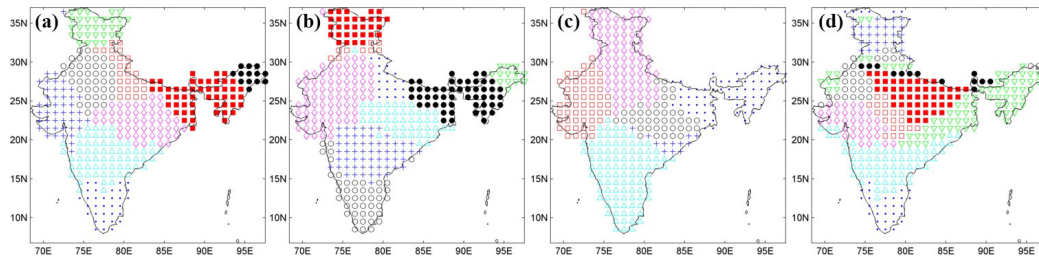 (a) (b) (c) (d)
35N 35N 35N 35N
30N 30N 30N 30N
25N 25N 25N 25N
20N 20N 20N 20N
15N 15N 15N 15N
10N 10N 10N 10N
70E 75E 80E 85E 90E 95E 70E 75E 80E 85E 90E 95E 70E 75E 80E 85E 90E 95E 70E 75E 80E 85E 90E 95E